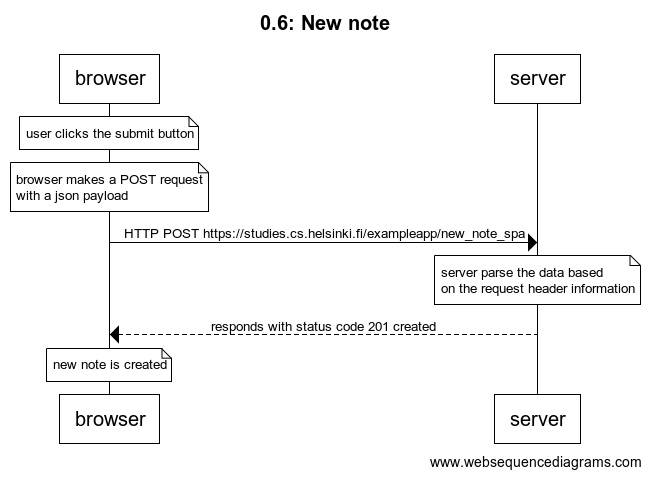 0.6: New note
browser
server
user clicks the submit button
browser makes a POST request
with a json payload
HTTP POST https://studies.cs.helsinki.fi/exampleapp/new_note_spa
server parse the data based
on the request header information
responds with status code 201 created
new note is created
browser
server
www.websequencediagrams.com